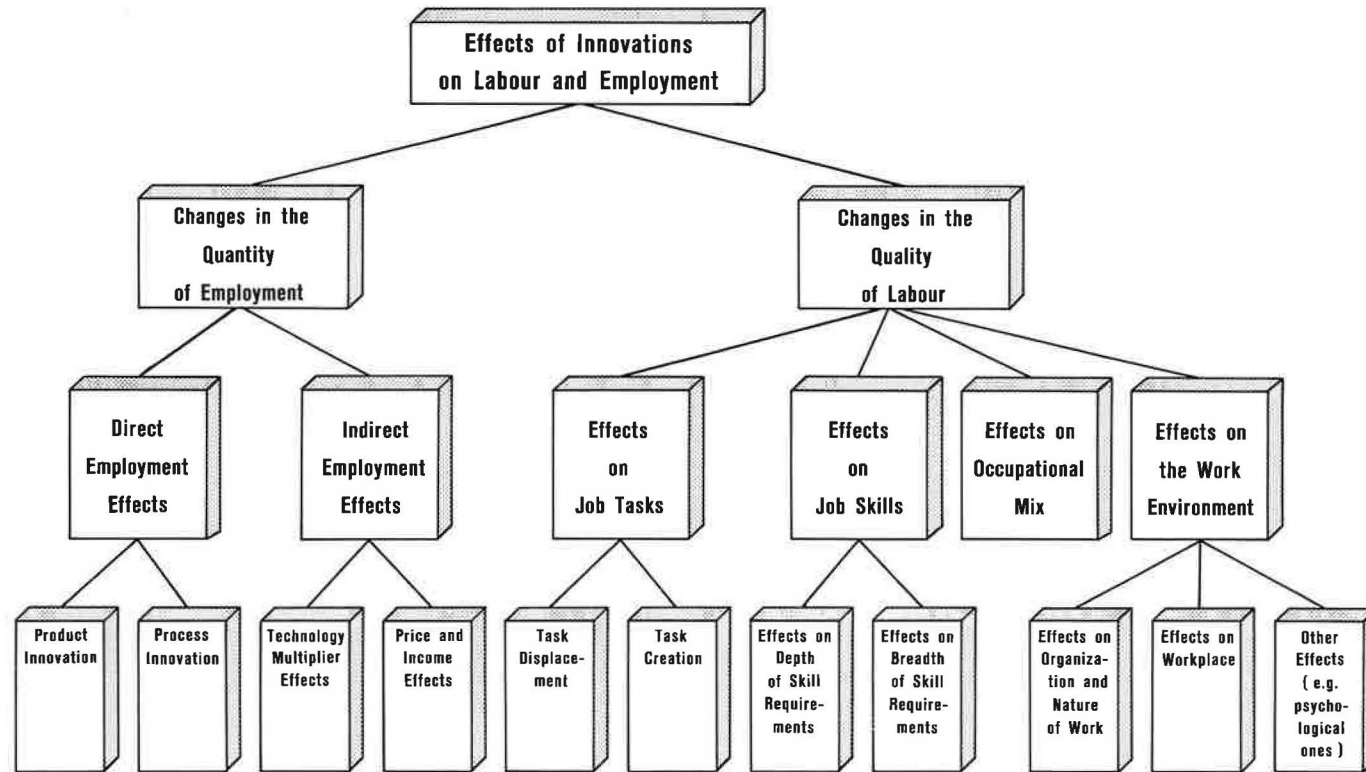 Effects of Innovations
on Labour and Employment
Changes in the
Quantity
of Employment
Changes in the
Quality
of Labour
Direct
Employment
Effects
Indirect
Employment
Effects
Effects
on
Job Tasks
Effects
on
Job Skills
Effects on
Occupational
Mix
Effects on
the Work
Environment
Product
Innovation
Process
Innovation
Technology
Multiplier
Effects
Price and
Income
Effects
Task
Displace-
ment
Task
Creation
Effects on
Depth
of Skill
Require-
ments
Effects on
Breadth
of Skill
Require-
ments
Effects on
Organiza-
tion and
Nature
of Work
Effects on
Workplace
Other
Effects
( e.g.
psycho-
logical
ones )